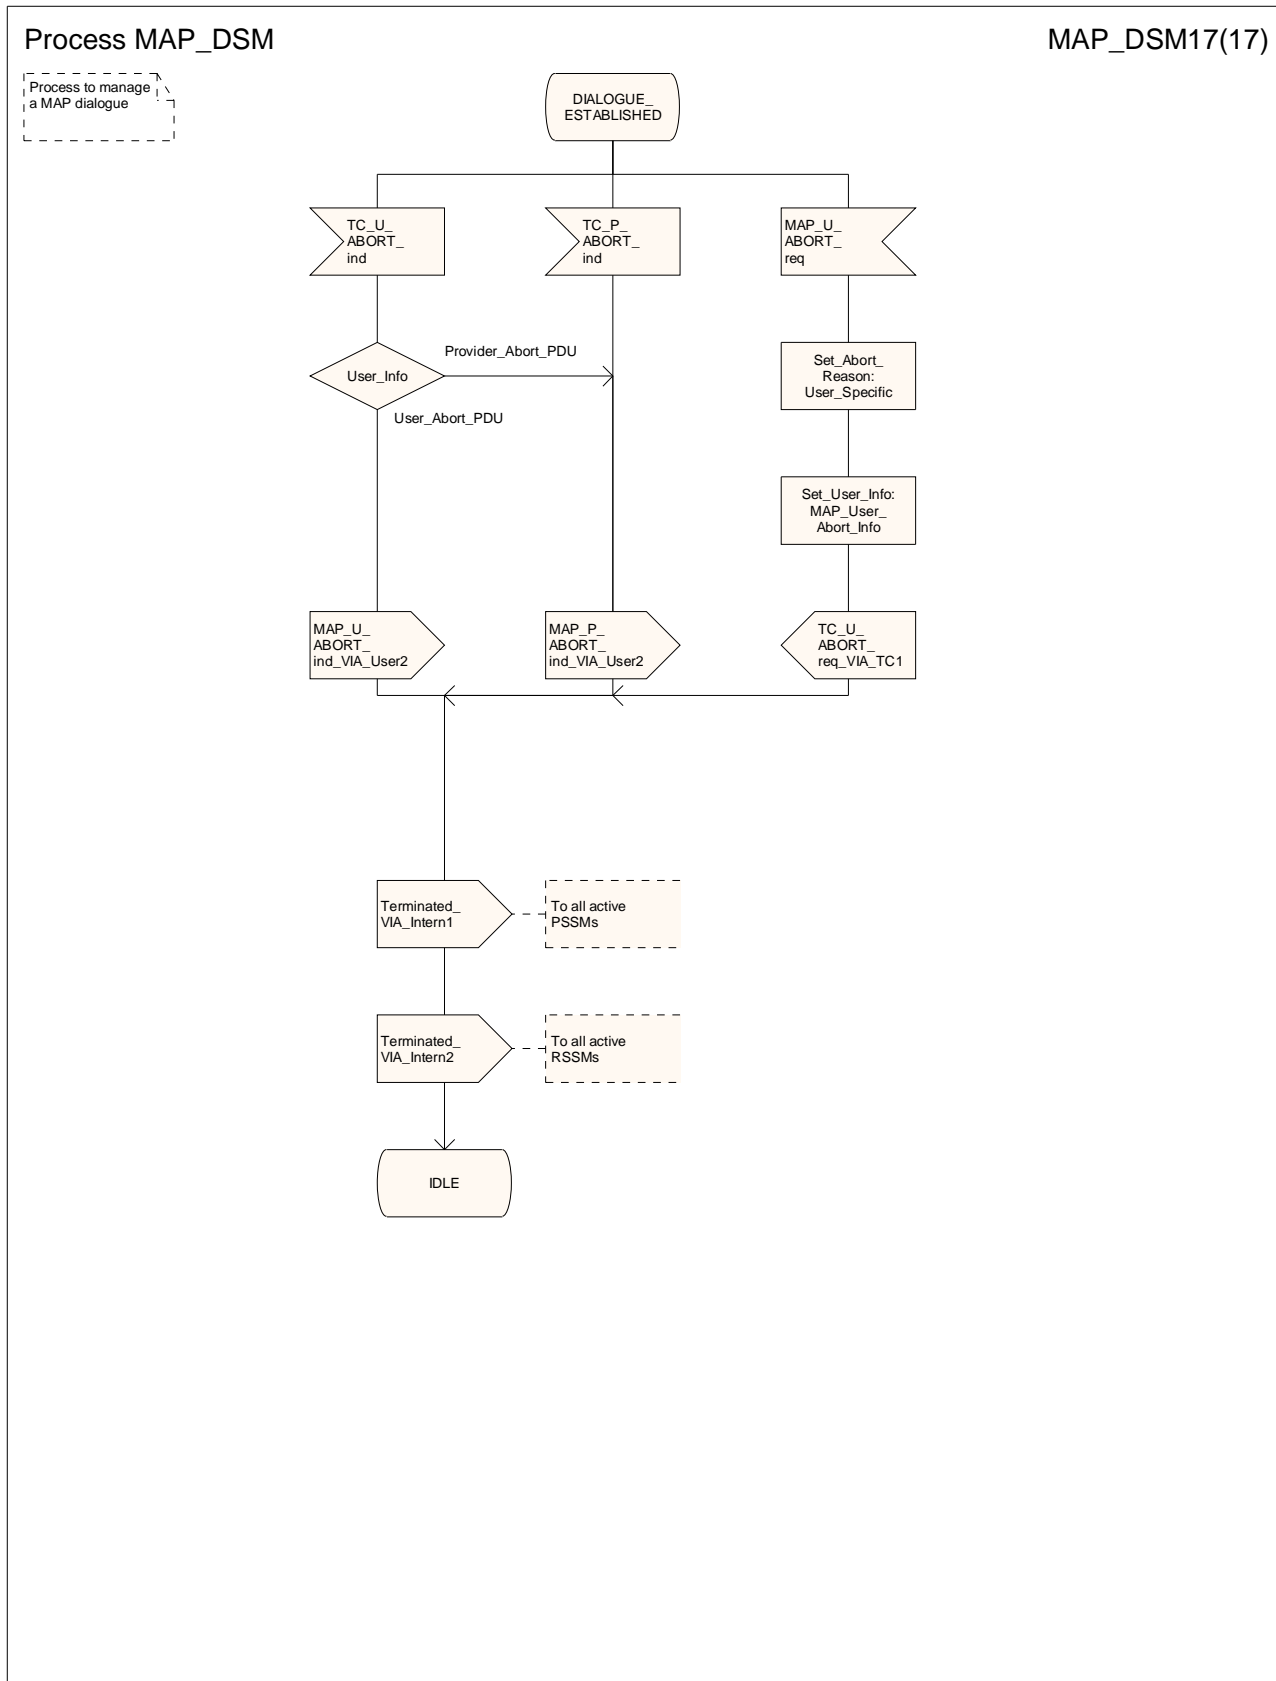 Process MAP_DSM
MAP_DSM17(17)
Process to manage
a MAP dialogue
DIALOGUE_
ESTABLISHED
TC_U_
ABORT_
ind
TC_P_
ABORT_
ind
MAP_U_
ABORT_
req
User_Info
Provider_Abort_PDU
User_Abort_PDU
Set_Abort_
Reason:
User_Specific
Set_User_Info:
MAP_User_
Abort_Info
MAP_U_
ABORT_
ind_VIA_User2
MAP_P_
ABORT_
ind_VIA_User2
TC_U_
ABORT_
req_VIA_TC1
Terminated_
VIA_Intern1
To all active
PSSMs
Terminated_
VIA_Intern2
To all active
RSSMs
IDLE